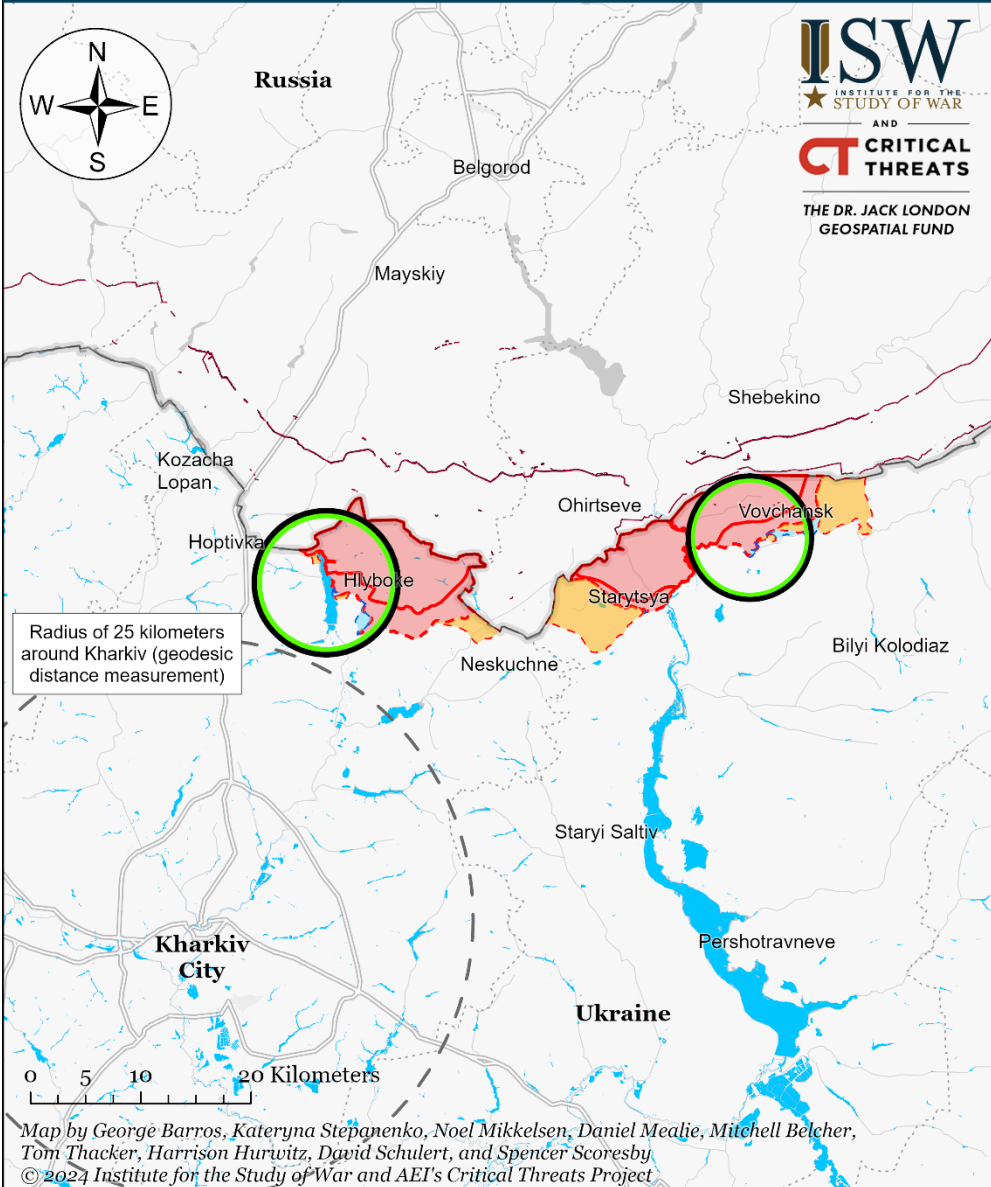 N
W
E
S
Russia
ISW
INSTITUTE FOR THE
STUDY OF WAR
AND
CT CRITICAL
THREATS
THE DR. JACK LONDON
GEOSPATIAL FUND
Belgorod
Mayskiy
Shebekino
Kozacha
Lopan
Ohirtseve
Vovchansk
Hoptivka
Hlyboke
Starytsya
Radius of 25 kilometers
around Kharkiv (geodesic
distance measurement)
Neskuchne
Bilyi Kolodiaz
Staryi Saltiv
Kharkiv
City
Pershotravneve
Ukraine
0 5 10 20 Kilometers
Map by George Barros, Kateryna Stepanenko, Noel Mikkelsen, Daniel Mealie, Mitchell Belcher,
Tom Thacker, Harrison Hurwitz, David Schulert, and Spencer Scoresby
© 2024 Institute for the Study of War and AEI's Critical Threats Project